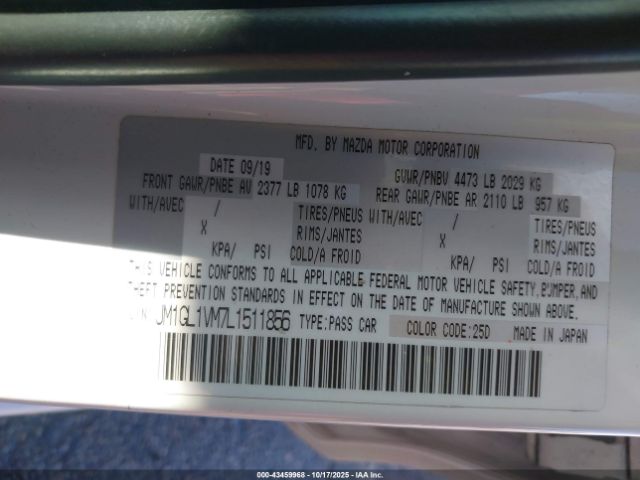 MFD. BY MAZDA MOTOR CORPORATION
DATE 09/19 GVWR/PNBV 4473 LB 2029 KG
FRONT GAWR/PNBE AV 2377 LB 1078 KG REAR GAWR/PNBE AR 2110 LB 957 KG
WITH/AVEC / TIRES/PNEUS WITH/AVEC / TIRES/PNEUS
X RIMS/JANTES X RIMS/JANTES
KPA/ PSI COLD/A FROID KPA/ PSI COLD/A FROID
THIS VEHICLE CONFORMS TO ALL APPLICABLE FEDERAL MOTOR VEHICLE SAFETY, BUMPER, AND
THEFT PREVENTION STANDARDS IN EFFECT ON THE DATE OF MANUFACTURE SHOWN ABOVE.
JM1GL1VM7L1511856 TYPE:PASS CAR COLOR CODE:25D MADE IN JAPAN
000-43459968 - 10/17/2025 - IAA Inc.